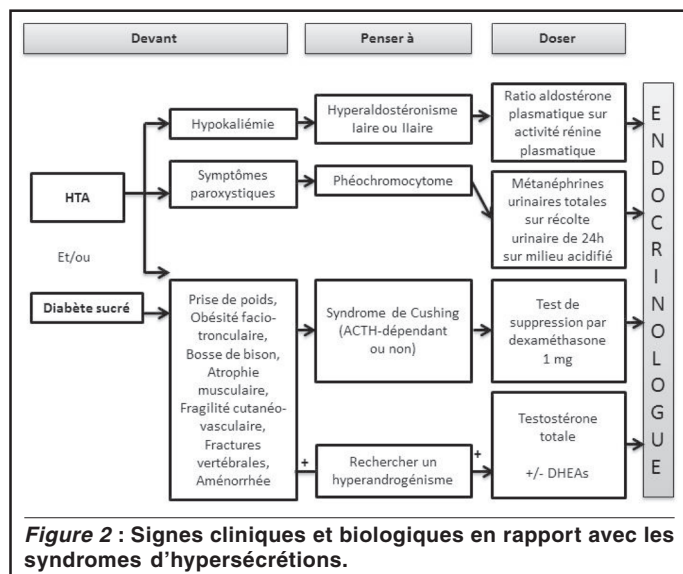 Devant
Penser à
Doser
HTA
Et/ou
Diabète sucré
Hypokaliémie
Hyperaldostéronisme
Iaire ou IIaire
Ratio aldostérone
plasmatique sur
activité rénine
plasmatique
Symptômes
paroxystiques
Phéochromocytome
Métanéphrines
urinaires totales
sur récolte
urinaire de 24h
sur milieu acidifié
Prise de poids,
Obésité facio-
tronculaire,
Bosse de bison,
Atrophie
musculaire,
Fragilité cutanéo-
vasculaire,
Fractures
vertébrales,
Aménorrhée
Syndrome de Cushing
(ACTH-dépendant
ou non)
Test de
suppression par
dexaméthasone
1 mg
+
Rechercher un
hyperandrogénisme
+
Testostérone
totale
+/- DHEAs
ENDOCRINOLOGUE
Figure 2 : Signes cliniques et biologiques en rapport avec les
syndromes d'hypersécrétions.